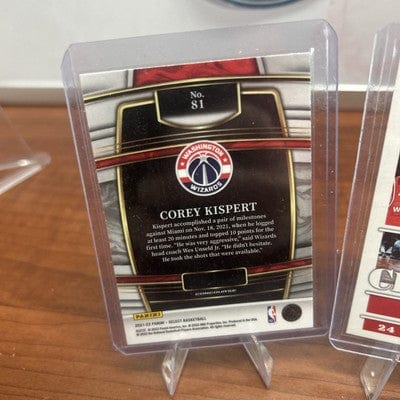 No.
81
WASHINGTON
WIZARDS
COREY KISPERT
Kispert accomplished a pair of milestones
against Miami on Nov. 18, 2021, when he logged
at least 20 minutes and topped 10 points for the
first time. "He was very aggressive," said Wizards
head coach Wes Unseld Jr. "He didn't hesitate.
He took the shots that were available."
CONCOURSE
PANINI
2021-22 PANINI - SELECT BASKETBALL
NBA
24